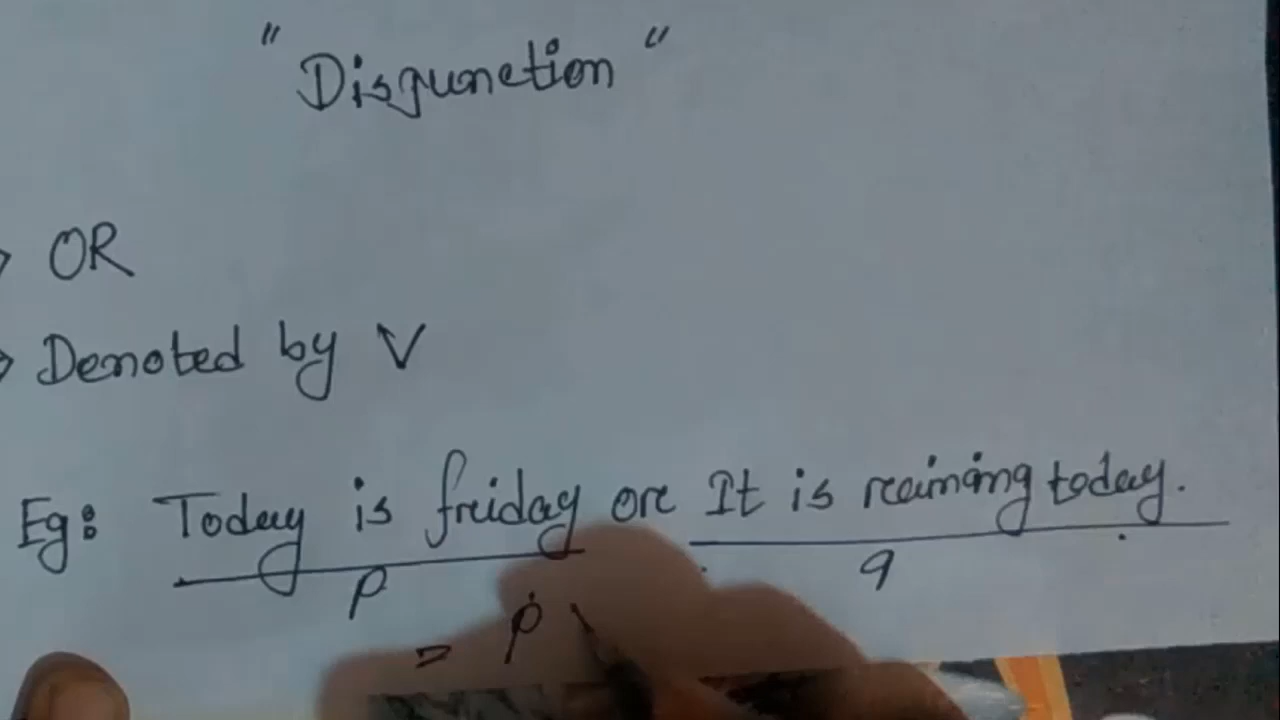 "Disjunction"
OR
Denoted by V
Eg: Today is friday or It is raining today.
p q
= p